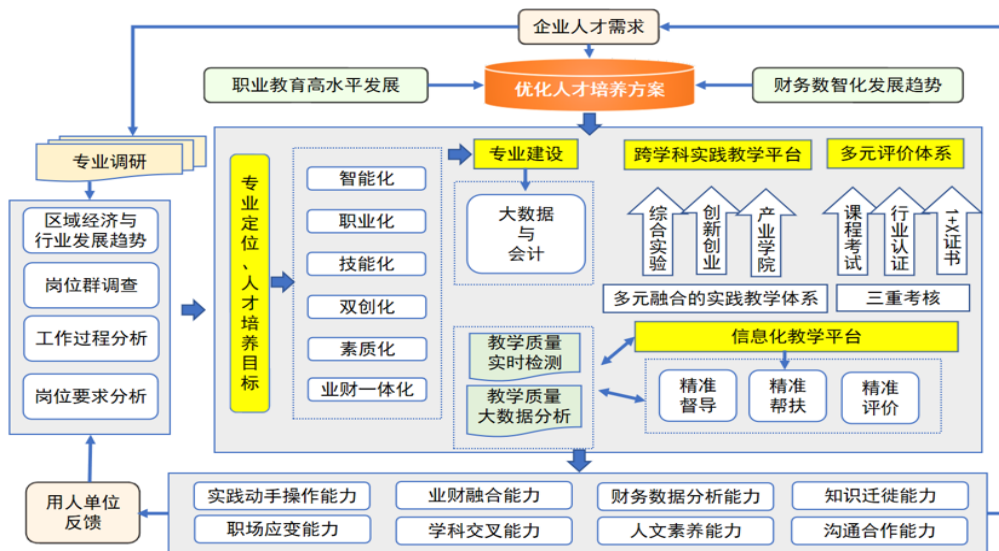 企业人才需求
职业教育高水平发展
优化人才培养方案
财务数智化发展趋势
专业调研
区域经济与
行业发展趋势
岗位群调查
工作过程分析
岗位要求分析
用人单位
反馈
专业定位、人才培养目标
智能化
职业化
技能化
双创化
素质化
业财一体化
专业建设
大数据
与
会计
跨学科实践教学平台
综合实验
创新创业
产业学院
多元融合的实践教学体系
多元评价体系
课程考试
行业认证
1+X证书
三重考核
教学质量
实时检测
教学质量
大数据分析
信息化教学平台
精准
督导
精准
帮扶
精准
评价
实践动手操作能力
业财融合能力
财务数据分析能力
知识迁徙能力
职场应变能力
学科交叉能力
人文素养能力
沟通合作能力